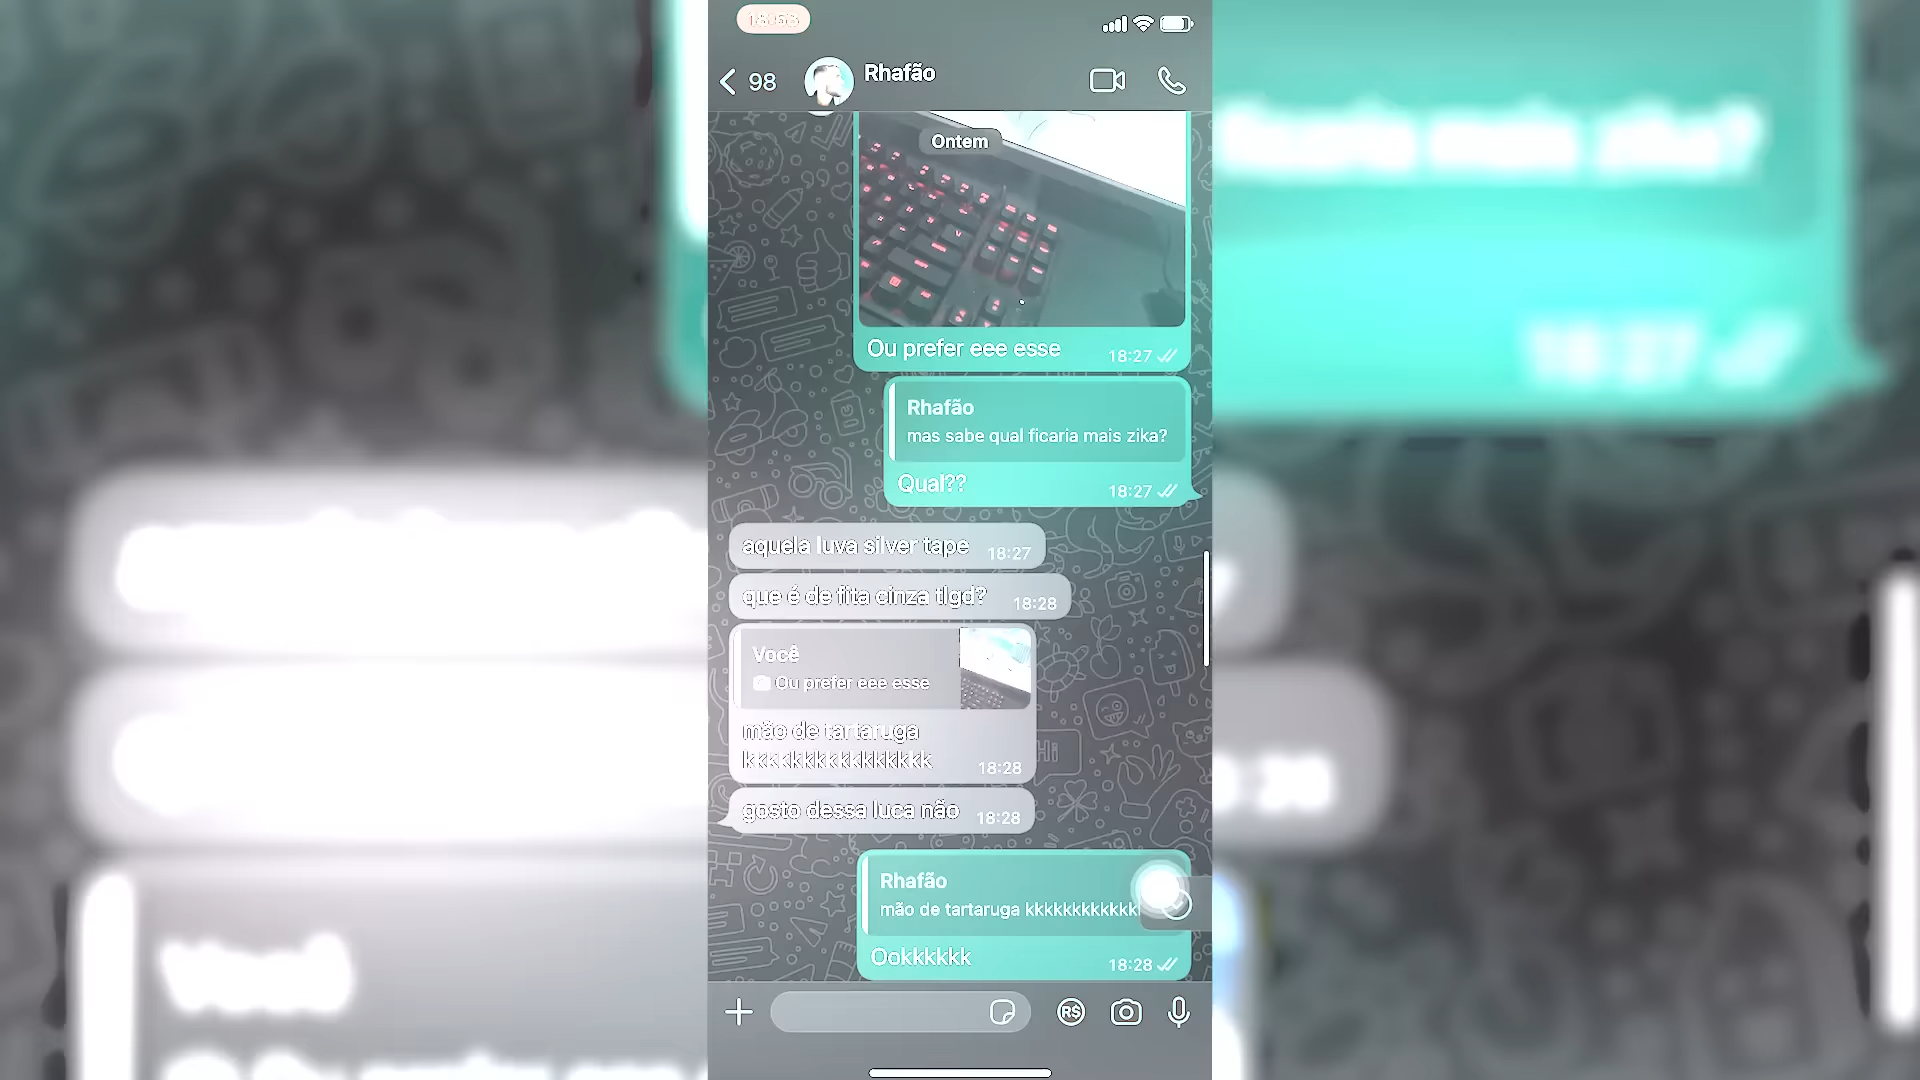 98
Rhafão
Ontem
Ou prefer eee esse
18:27
Rhafão
mas sabe qual ficaria mais zika?
Qual??
18:27
aquela luva silver tape
18:27
que é de fita cinza tlgd?
18:28
Você
Ou prefer eee esse
mão de tartaruga
kkkkkkkkkkkkkkkk
18:28
gosto dessa luca não
18:28
Rhafão
mão de tartaruga kkkkkkkkkkkk
Ookkkkkk
18:28
R$